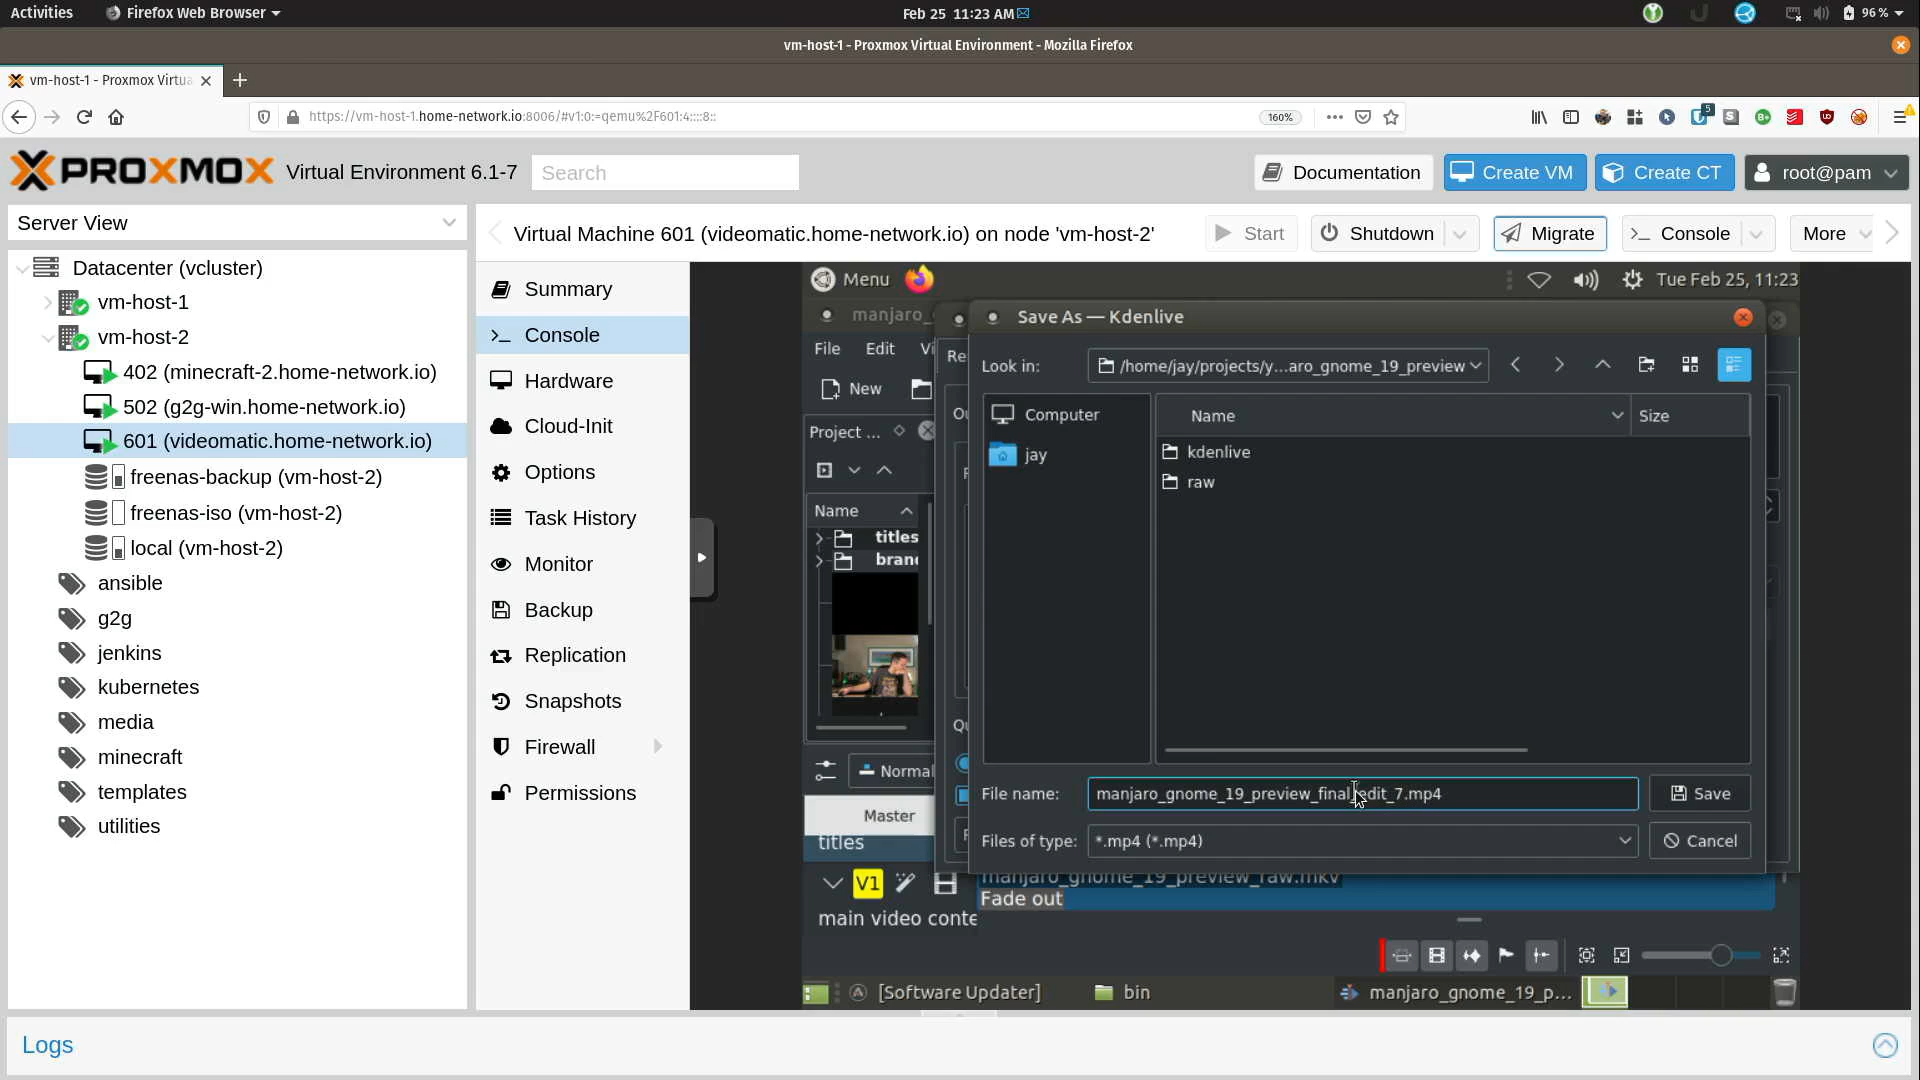 Activities
Firefox Web Browser
Feb 25 11:23 AM
96 %
vm-host-1 - Proxmox Virtual Environment - Mozilla Firefox
vm-host-1 - Proxmox Virtua
https://vm-host-1.home-network.io:8006/#v1:0:=qemu%2F601:4::::8::
160%
5
PROXMOX
Virtual Environment 6.1-7
Search
Documentation
Create VM
Create CT
root@pam
Server View
Datacenter (vcluster)
vm-host-1
vm-host-2
402 (minecraft-2.home-network.io)
502 (g2g-win.home-network.io)
601 (videomatic.home-network.io)
freenas-backup (vm-host-2)
freenas-iso (vm-host-2)
local (vm-host-2)
ansible
g2g
jenkins
kubernetes
media
minecraft
templates
utilities
Virtual Machine 601 (videomatic.home-network.io) on node 'vm-host-2'
Start
Shutdown
Migrate
Console
More
Summary
Console
Hardware
Cloud-Init
Options
Task History
Monitor
Backup
Replication
Snapshots
Firewall
Permissions
Menu
Tue Feb 25, 11:23
manjaro_
Save As — Kdenlive
File
Edit
Vi
Re
Look in:
/home/jay/projects/y...aro_gnome_19_preview
New
Computer
jay
Name
Size
kdenlive
raw
Project ...
Name
titles
bran
Qu
Normal
File name:
manjaro_gnome_19_preview_final_edit_7.mp4
Save
Master
Files of type:
*.mp4 (*.mp4)
Cancel
titles
V1
manjaro_gnome_19_preview_raw.mkv
Fade out
main video conte
[Software Updater]
bin
manjaro_gnome_19_p...
Logs